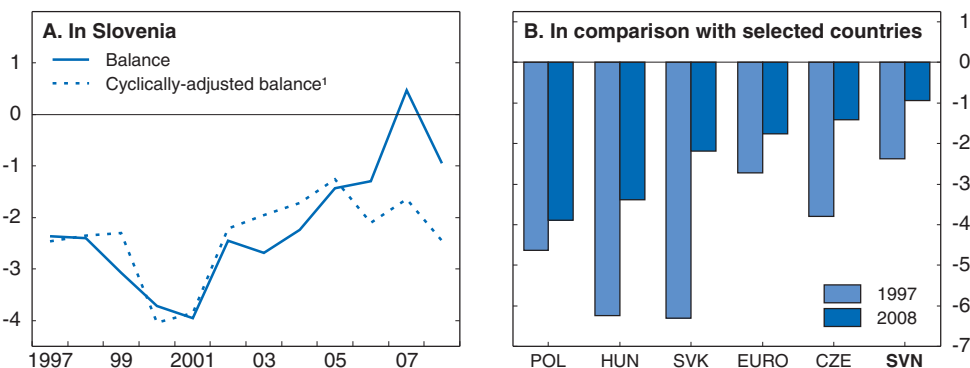 A. In Slovenia
Balance
Cyclically-adjusted balance¹
1
0
-1
-2
-3
-4
1997 99 2001 03 05 07
B. In comparison with selected countries
1
0
-1
-2
-3
-4
-5
-6
-7
1997
2008
POL HUN SVK EURO CZE SVN